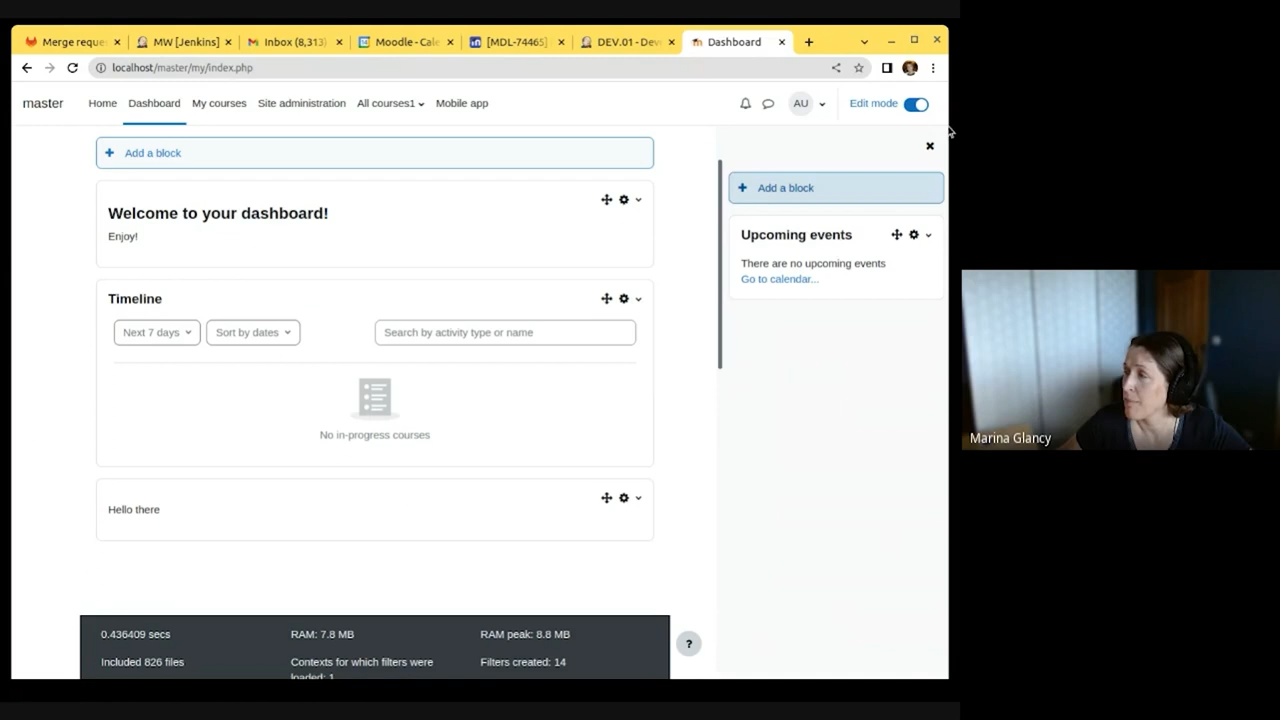 Merge reque
MW [Jenkins]
Inbox (8,313)
Moodle - Cale
[MDL-74465]
DEV.01 - Deve
Dashboard
localhost/master/my/index.php
master
Home
Dashboard
My courses
Site administration
All courses1
Mobile app
AU
Edit mode
Add a block
Welcome to your dashboard!
Enjoy!
Timeline
Next 7 days
Sort by dates
Search by activity type or name
No in-progress courses
Hello there
Add a block
Upcoming events
There are no upcoming events
Go to calendar...
0.436409 secs
RAM: 7.8 MB
RAM peak: 8.8 MB
Included 826 files
Contexts for which filters were
loaded: 1
Filters created: 14
?
Marina Glancy